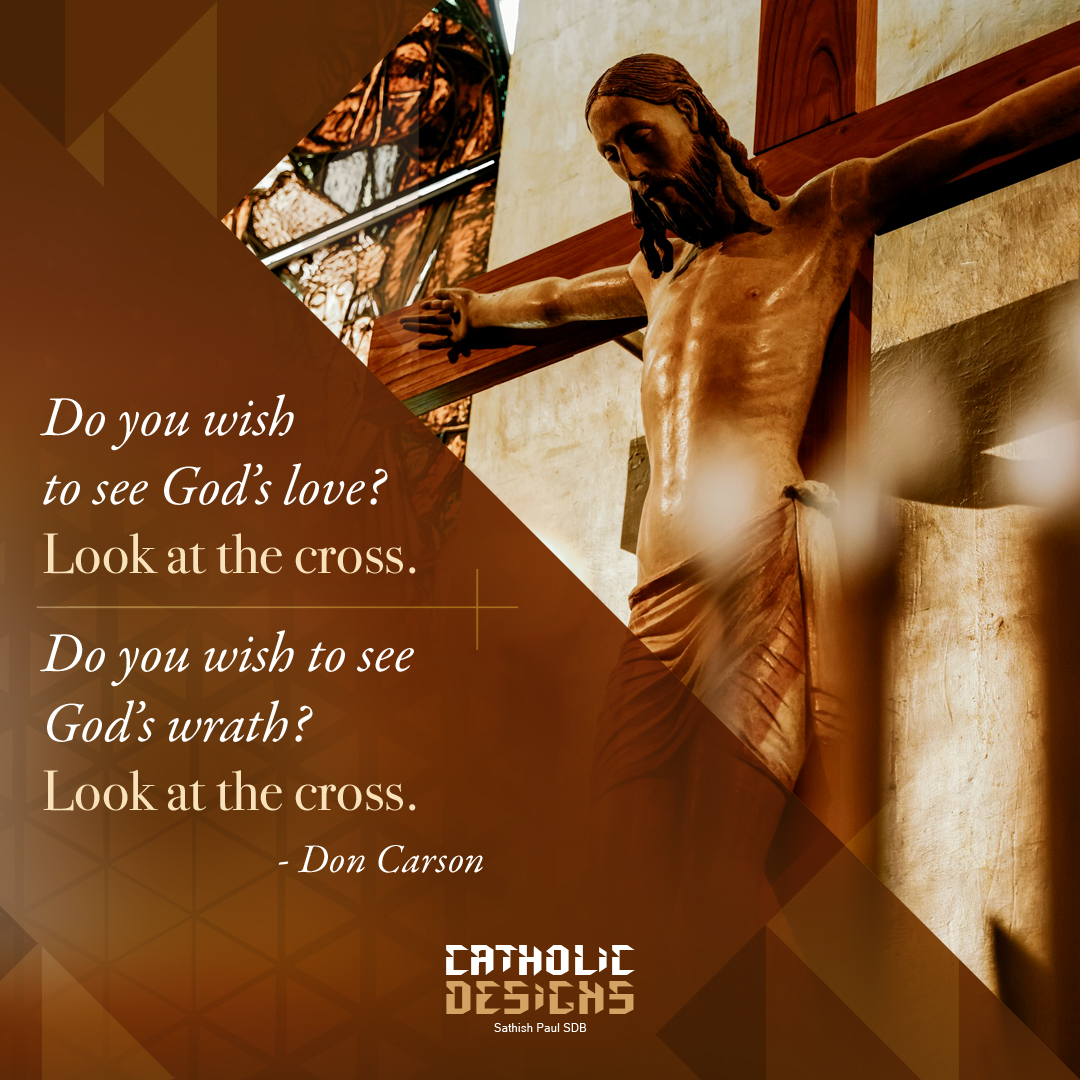 Do you wish
to see God’s love?
Look at the cross.
Do you wish to see
God’s wrath?
Look at the cross.
- Don Carson
CATHOLIC
DESIGNS
Sathish Paul SDB